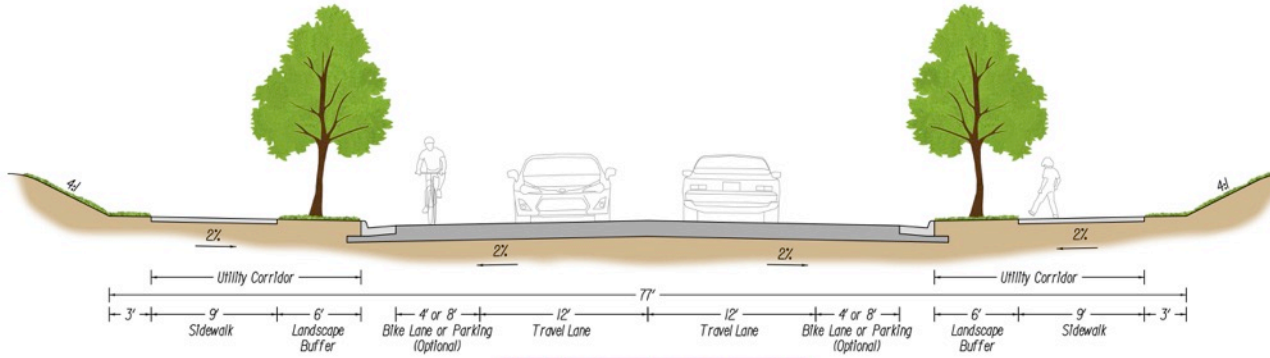 4:1
4:1
2%
2%
2%
2%
Utility Corridor
Utility Corridor
77'
3'
9'
6'
4' or 8'
12'
12'
4' or 8'
6'
9'
3'
Sidewalk
Landscape
Buffer
Bike Lane or Parking
(Optional)
Travel Lane
Travel Lane
Bike Lane or Parking
(Optional)
Landscape
Buffer
Sidewalk